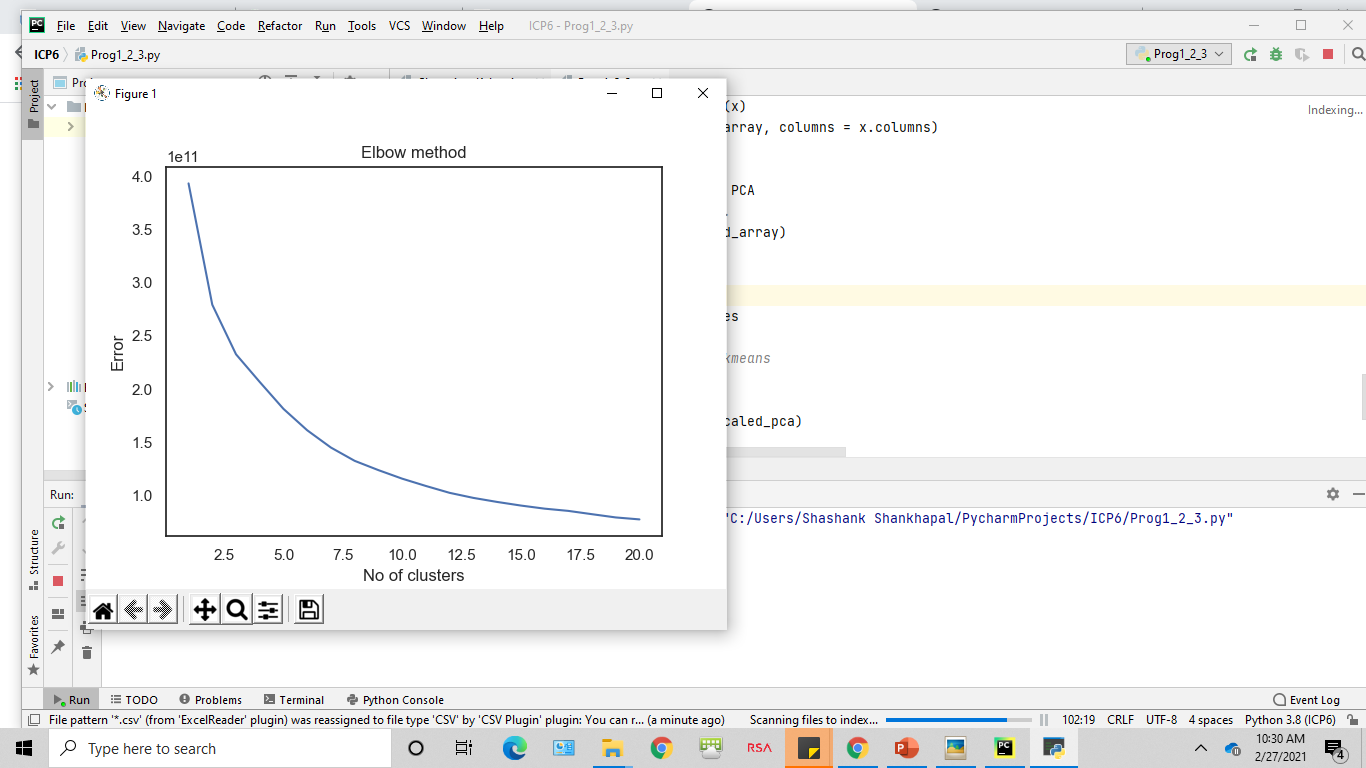 PC File Edit View Navigate Code Refactor Run Tools VCS Window Help ICP6 - Prog1_2_3.py
ICP6 Prog1_2_3.py Prog1_2_3
Project
Figure 1
(x)
Indexing...
array, columns = x.columns)
Elbow method
1e11
4.0
3.5
3.0
2.5
2.0
1.5
1.0
Error
2.5 5.0 7.5 10.0 12.5 15.0 17.5 20.0
No of clusters
PCA
d_array)
es
kmeans
caled_pca)
Run:
"C:/Users/Shashank Shankhapal/PycharmProjects/ICP6/Prog1_2_3.py"
Structure
Favorites
Run TODO Problems Terminal Python Console Event Log
File pattern '*.csv' (from 'ExcelReader' plugin) was reassigned to file type 'CSV' by 'CSV Plugin' plugin: You can r... (a minute ago) Scanning files to index... 102:19 CRLF UTF-8 4 spaces Python 3.8 (ICP6)
Type here to search
RSA
PC
10:30 AM
2/27/2021
4